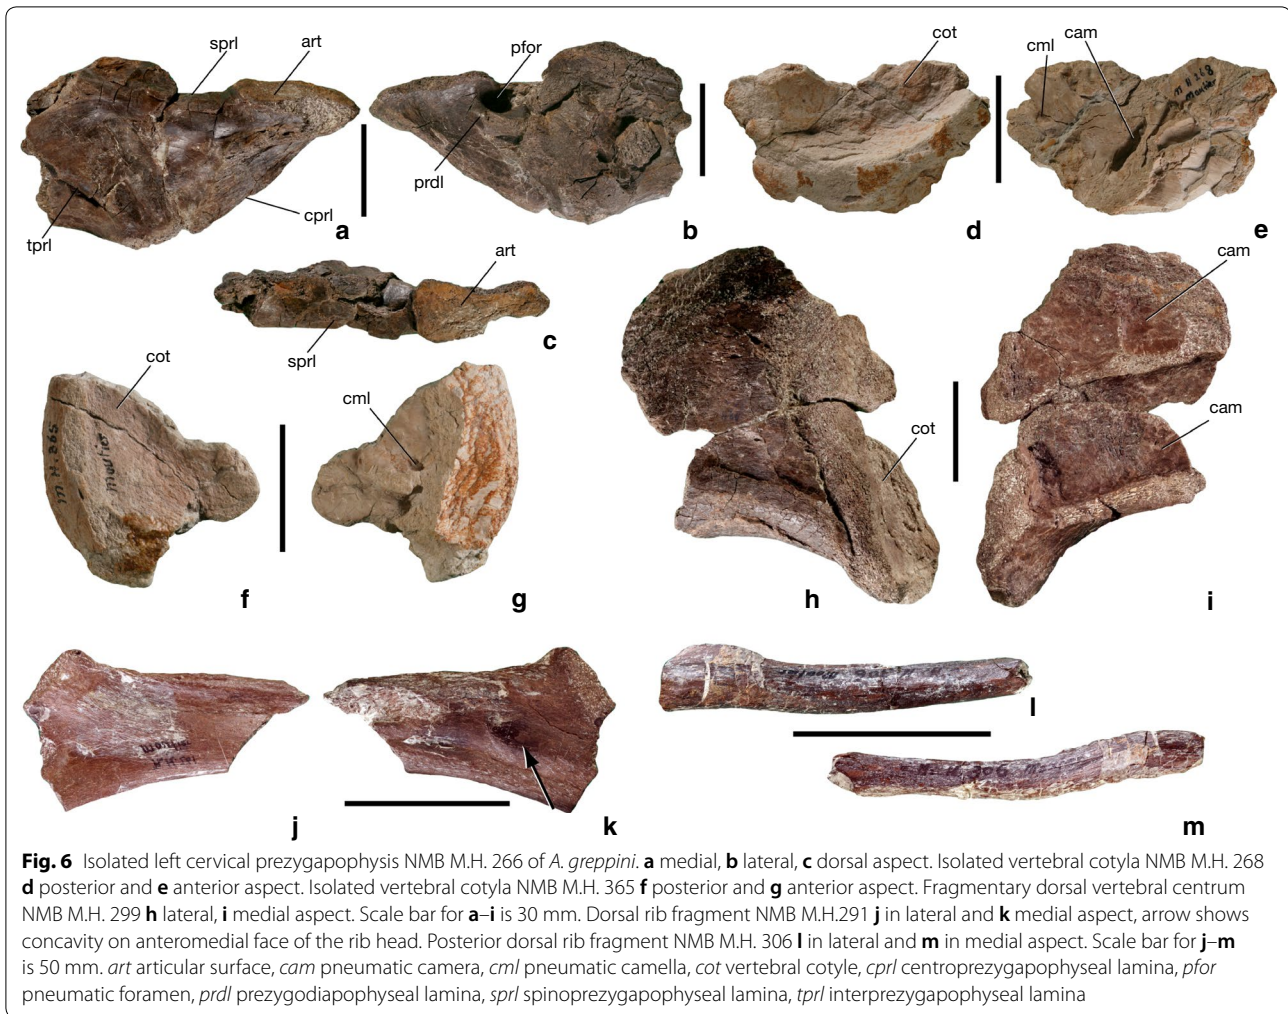 sprl
art
pfor
cot
cml
cam
prdl
cprl
tprl
a
b
d
e
art
sprl
c
cam
cot
cml
cot
cam
f
g
h
i
l
j
k
m
Fig. 6 Isolated left cervical prezygapophysis NMB M.H. 266 of A. greppini. a medial, b lateral, c dorsal aspect. Isolated vertebral cotyla NMB M.H. 268
d posterior and e anterior aspect. Isolated vertebral cotyla NMB M.H. 365 f posterior and g anterior aspect. Fragmentary dorsal vertebral centrum
NMB M.H. 299 h lateral, i medial aspect. Scale bar for a–i is 30 mm. Dorsal rib fragment NMB M.H.291 j in lateral and k medial aspect, arrow shows
concavity on anteromedial face of the rib head. Posterior dorsal rib fragment NMB M.H. 306 l in lateral and m in medial aspect. Scale bar for j–m
is 50 mm. art articular surface, cam pneumatic camera, cml pneumatic camella, cot vertebral cotyle, cprl centroprezygapophyseal lamina, pfor
pneumatic foramen, prdl prezygodiapophyseal lamina, sprl spinoprezygapophyseal lamina, tprl interprezygapophyseal lamina